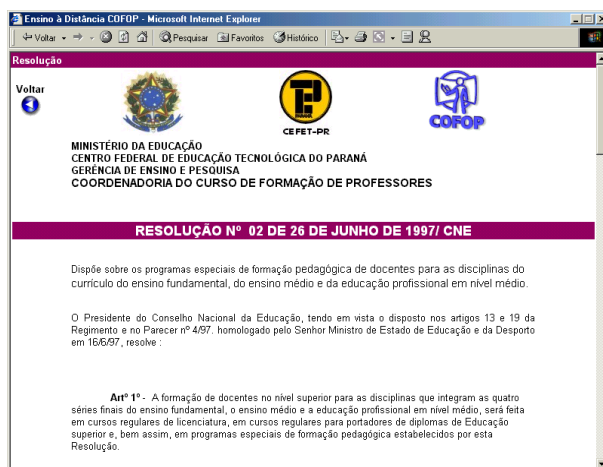 Ensino à Distância COFOP - Microsoft Internet Explorer
Voltar Pesquisar Favoritos Histórico
Resolução
Voltar
CEFET-PR
COFOP
MINISTÉRIO DA EDUCAÇÃO
CENTRO FEDERAL DE EDUCAÇÃO TECNOLÓGICA DO PARANÁ
GERÊNCIA DE ENSINO E PESQUISA
COORDENADORIA DO CURSO DE FORMAÇÃO DE PROFESSORES
RESOLUÇÃO Nº 02 DE 26 DE JUNHO DE 1997/ CNE
Dispõe sobre os programas especiais de formação pedagógica de docentes para as disciplinas do
currículo do ensino fundamental, do ensino médio e da educação profissional em nível médio.
O Presidente do Conselho Nacional da Educação, tendo em vista o disposto nos artigos 13 e 19 da
Regimento e no Parecer nº 4/97. homologado pelo Senhor Ministro de Estado de Educação e da Desporto
em 16/6/97, resolve :
Artº 1º - A formação de docentes no nível superior para as disciplinas que integram as quatro
séries finais do ensino fundamental, o ensino médio e a educação profissional em nível médio, será feita
em cursos regulares de licenciatura, em cursos regulares para portadores de diplomas de Educação
superior e, bem assim, em programas especiais de formação pedagógica estabelecidos por esta
Resolução.